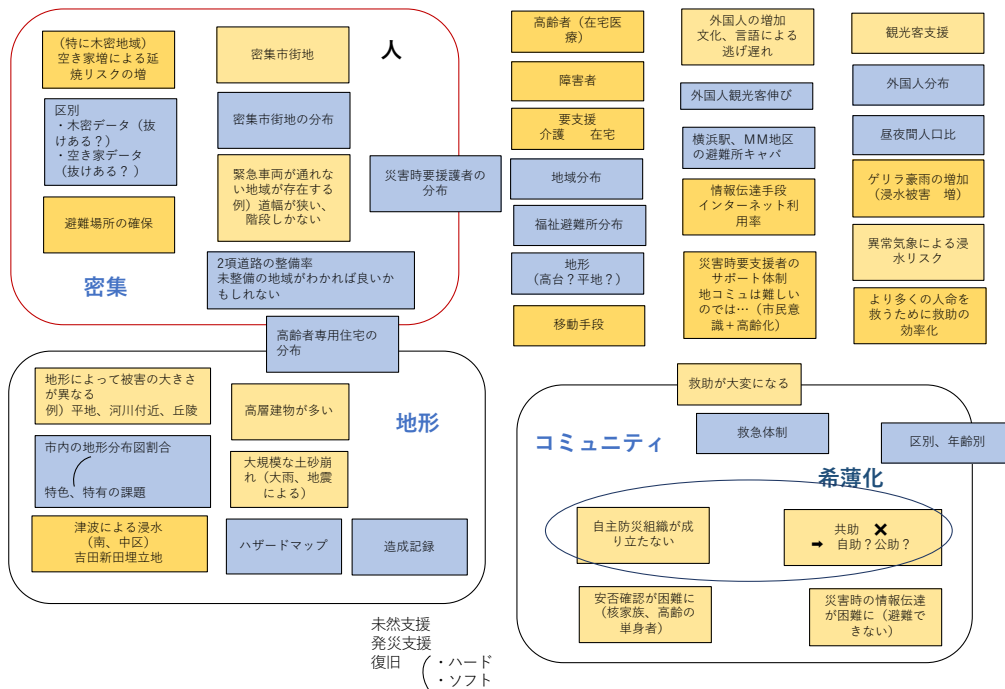 (特に木密地域)
空き家増による延
焼リスクの増
密集市街地
人
区別
・木密データ(抜
けある?)
・空き家データ
(抜けある?)
密集市街地の分布
緊急車両が通れな
い地域が存在する
例)道幅が狭い、
階段しかない
避難場所の確保
2項道路の整備率
未整備の地域がわかれば良いか
もしれない
密集
災害時要援護者の
分布
高齢者専用住宅の
分布
高齢者(在宅医
療)
障害者
要支援
介護 在宅
地域分布
福祉避難所分布
地形
(高台?平地?)
移動手段
外国人の増加
文化、言語による
逃げ遅れ
外国人観光客伸び
横浜駅、MM地区
の避難所キャパ
情報伝達手段
インターネット利
用率
災害時要支援者の
サポート体制
地コミュは難しい
のでは…(市民意
識+高齢化)
観光客支援
外国人分布
昼夜間人口比
ゲリラ豪雨の増加
(浸水被害 増)
異常気象による浸
水リスク
より多くの人命を
救うために救助の
効率化
地形によって被害の大きさ
が異なる
例)平地、河川付近、丘陵
高層建物が多い
地形
市内の地形分布図割合
特色、特有の課題
大規模な土砂崩
れ(大雨、地震
による)
津波による浸水
(南、中区)
吉田新田埋立地
ハザードマップ
造成記録
救助が大変になる
コミュニティ
救急体制
区別、年齢別
希薄化
自主防災組織が成
り立たない
共助 ✖
➡ 自助?公助?
安否確認が困難に
(核家族、高齢の
単身者)
災害時の情報伝達
が困難に(避難で
きない)
未然支援
発災支援
復旧
・ハード
・ソフト